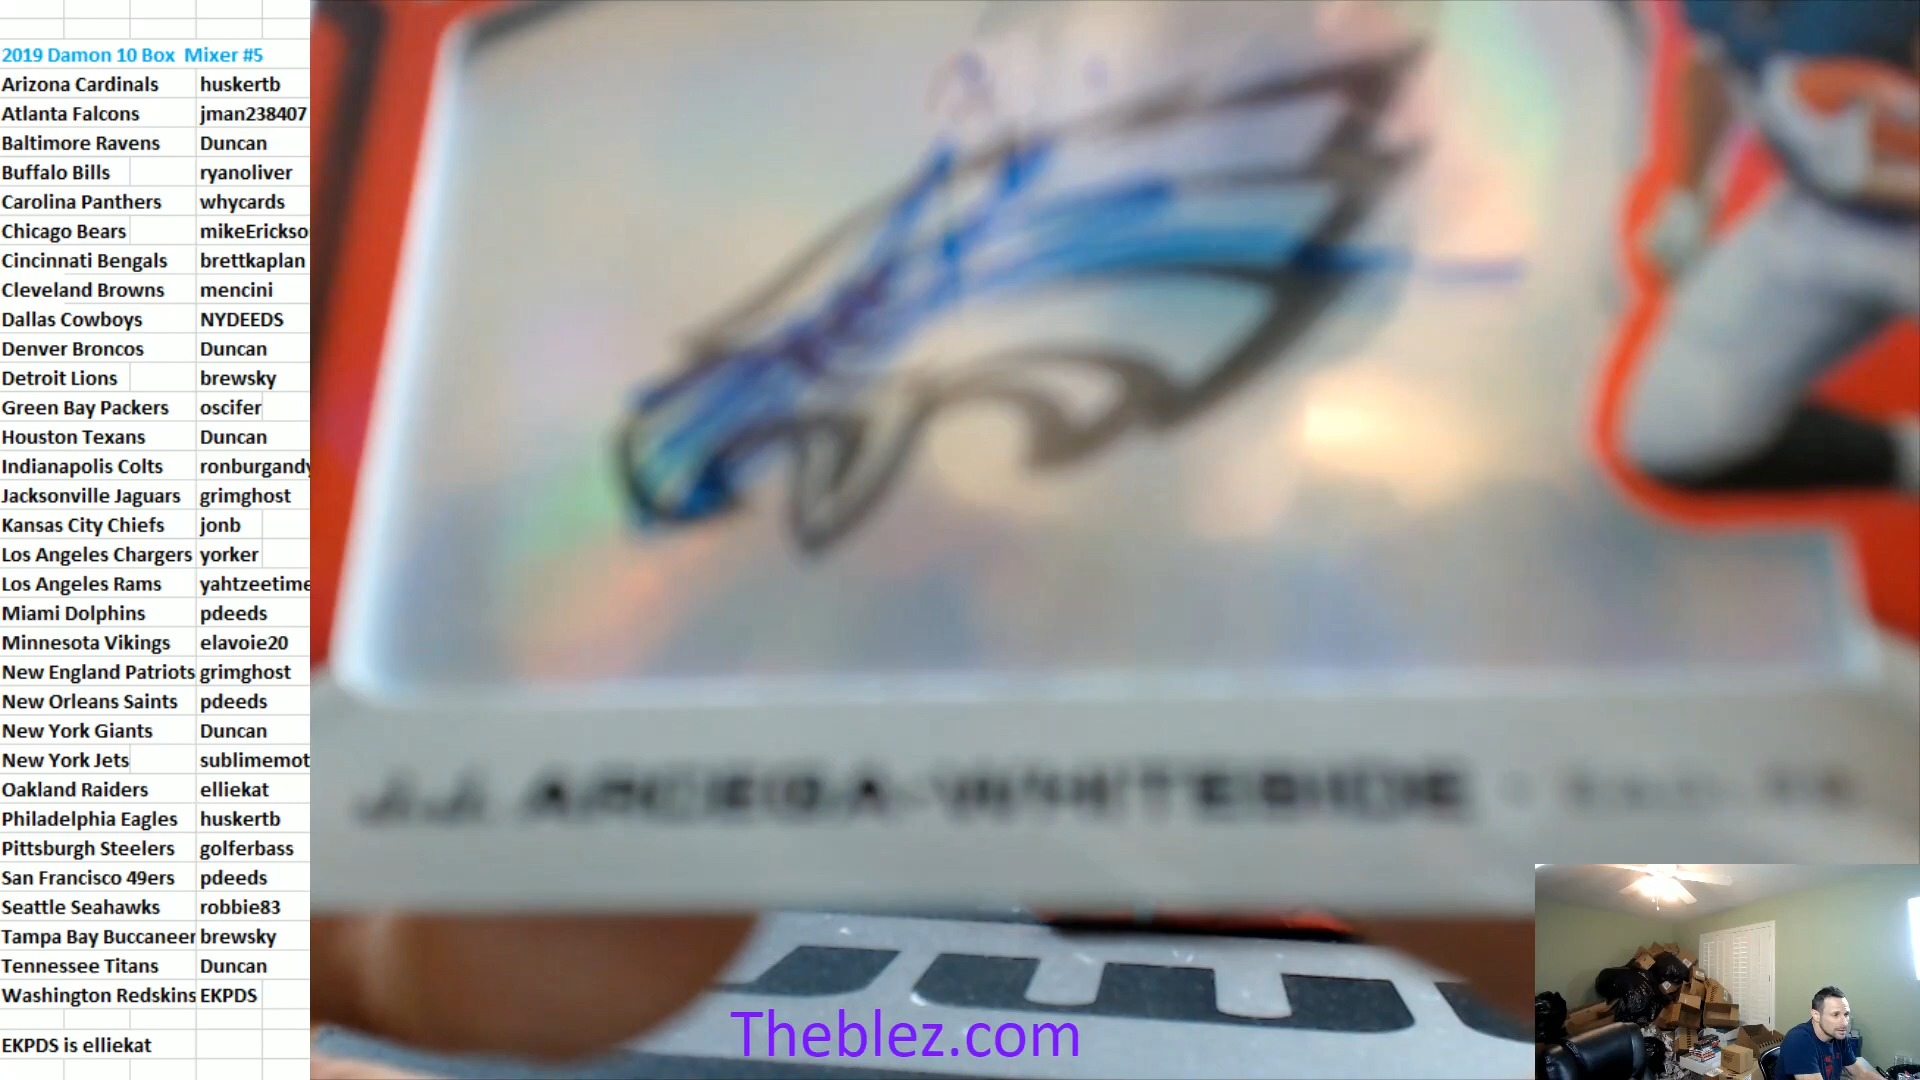 2019 Damon 10 Box Mixer #5
Arizona Cardinals huskertb
Atlanta Falcons jman238407
Baltimore Ravens Duncan
Buffalo Bills ryanoliver
Carolina Panthers whycards
Chicago Bears mikeErickso
Cincinnati Bengals brettkaplan
Cleveland Browns mencini
Dallas Cowboys NYDEEDS
Denver Broncos Duncan
Detroit Lions brewsky
Green Bay Packers oscifer
Houston Texans Duncan
Indianapolis Colts ronburgandy
Jacksonville Jaguars grimghost
Kansas City Chiefs jonb
Los Angeles Chargers yorker
Los Angeles Rams yahtzeetime
Miami Dolphins pdeeds
Minnesota Vikings elavoie20
New England Patriots grimghost
New Orleans Saints pdeeds
New York Giants Duncan
New York Jets sublimemot
Oakland Raiders elliekat
Philadelphia Eagles huskertb
Pittsburgh Steelers golferbass
San Francisco 49ers pdeeds
Seattle Seahawks robbie83
Tampa Bay Buccaneer brewsky
Tennessee Titans Duncan
Washington Redskins EKPDS
EKPDS is elliekat
J.J. ARCEGA-WHITESIDE
Theblez.com